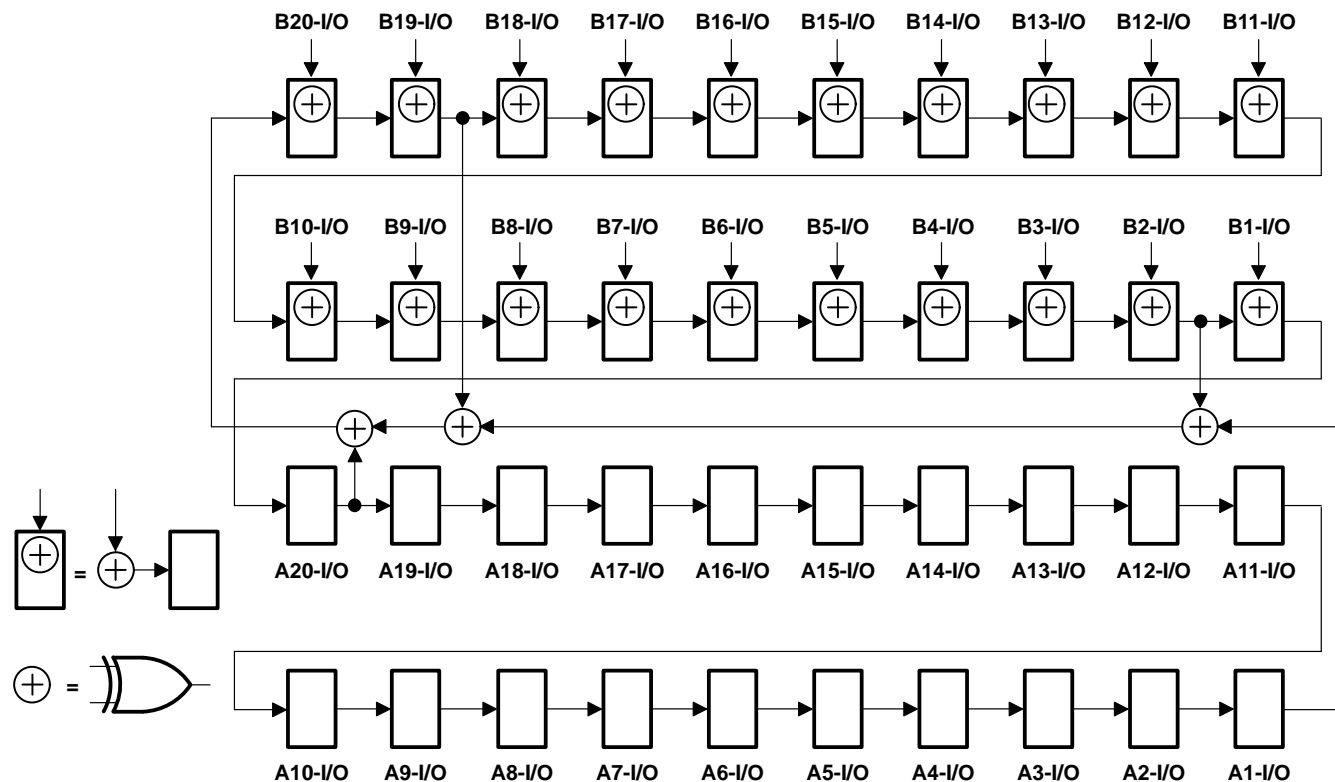 B20-I/O B19-I/O B18-I/O B17-I/O B16-I/O B15-I/O B14-I/O B13-I/O B12-I/O B11-I/O
B10-I/O B9-I/O B8-I/O B7-I/O B6-I/O B5-I/O B4-I/O B3-I/O B2-I/O B1-I/O
A20-I/O A19-I/O A18-I/O A17-I/O A16-I/O A15-I/O A14-I/O A13-I/O A12-I/O A11-I/O
=
=
A10-I/O A9-I/O A8-I/O A7-I/O A6-I/O A5-I/O A4-I/O A3-I/O A2-I/O A1-I/O